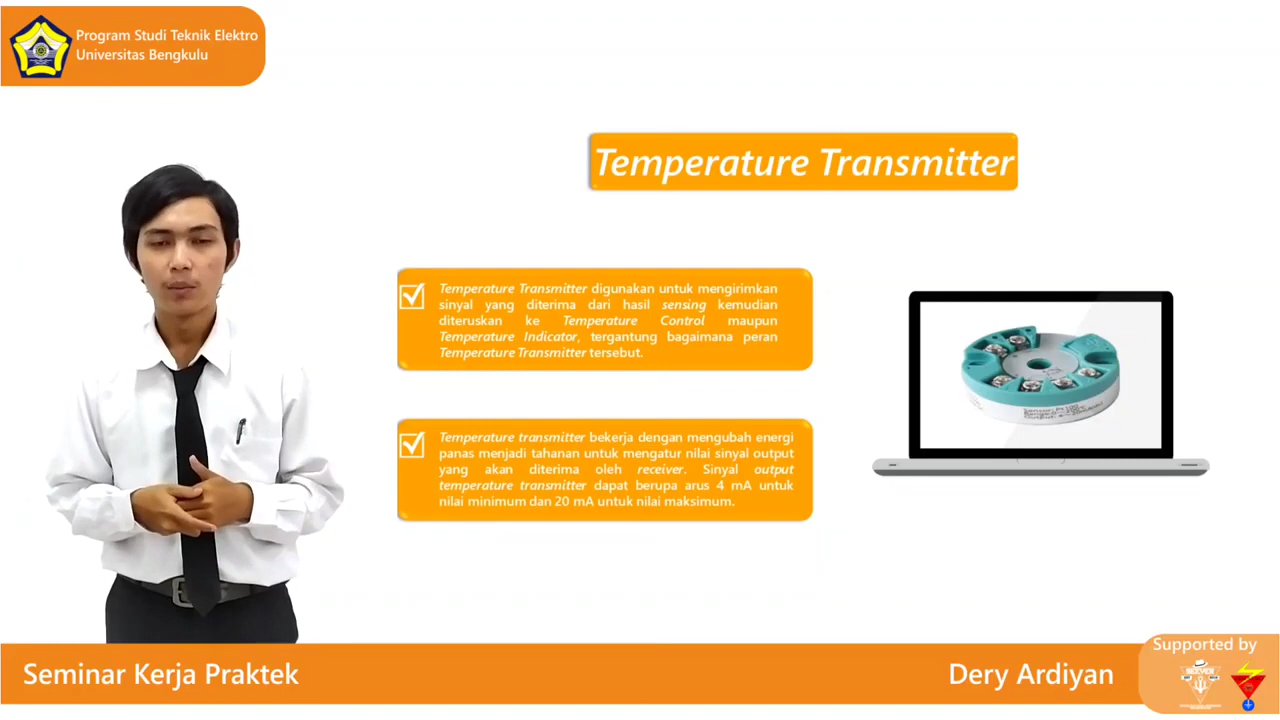 Program Studi Teknik Elektro
Universitas Bengkulu
Temperature Transmitter
Temperature Transmitter digunakan untuk mengirimkan
sinyal yang diterima dari hasil sensing kemudian
diteruskan ke Temperature Control maupun
Temperature Indicator, tergantung bagaimana peran
Temperature Transmitter tersebut.
Temperature transmitter bekerja dengan mengubah energi
panas menjadi tahanan untuk mengatur nilai sinyal output
yang akan diterima oleh receiver. Sinyal output
temperature transmitter dapat berupa arus 4 mA untuk
nilai minimum dan 20 mA untuk nilai maksimum.
Seminar Kerja Praktek
Dery Ardiyan
Supported by